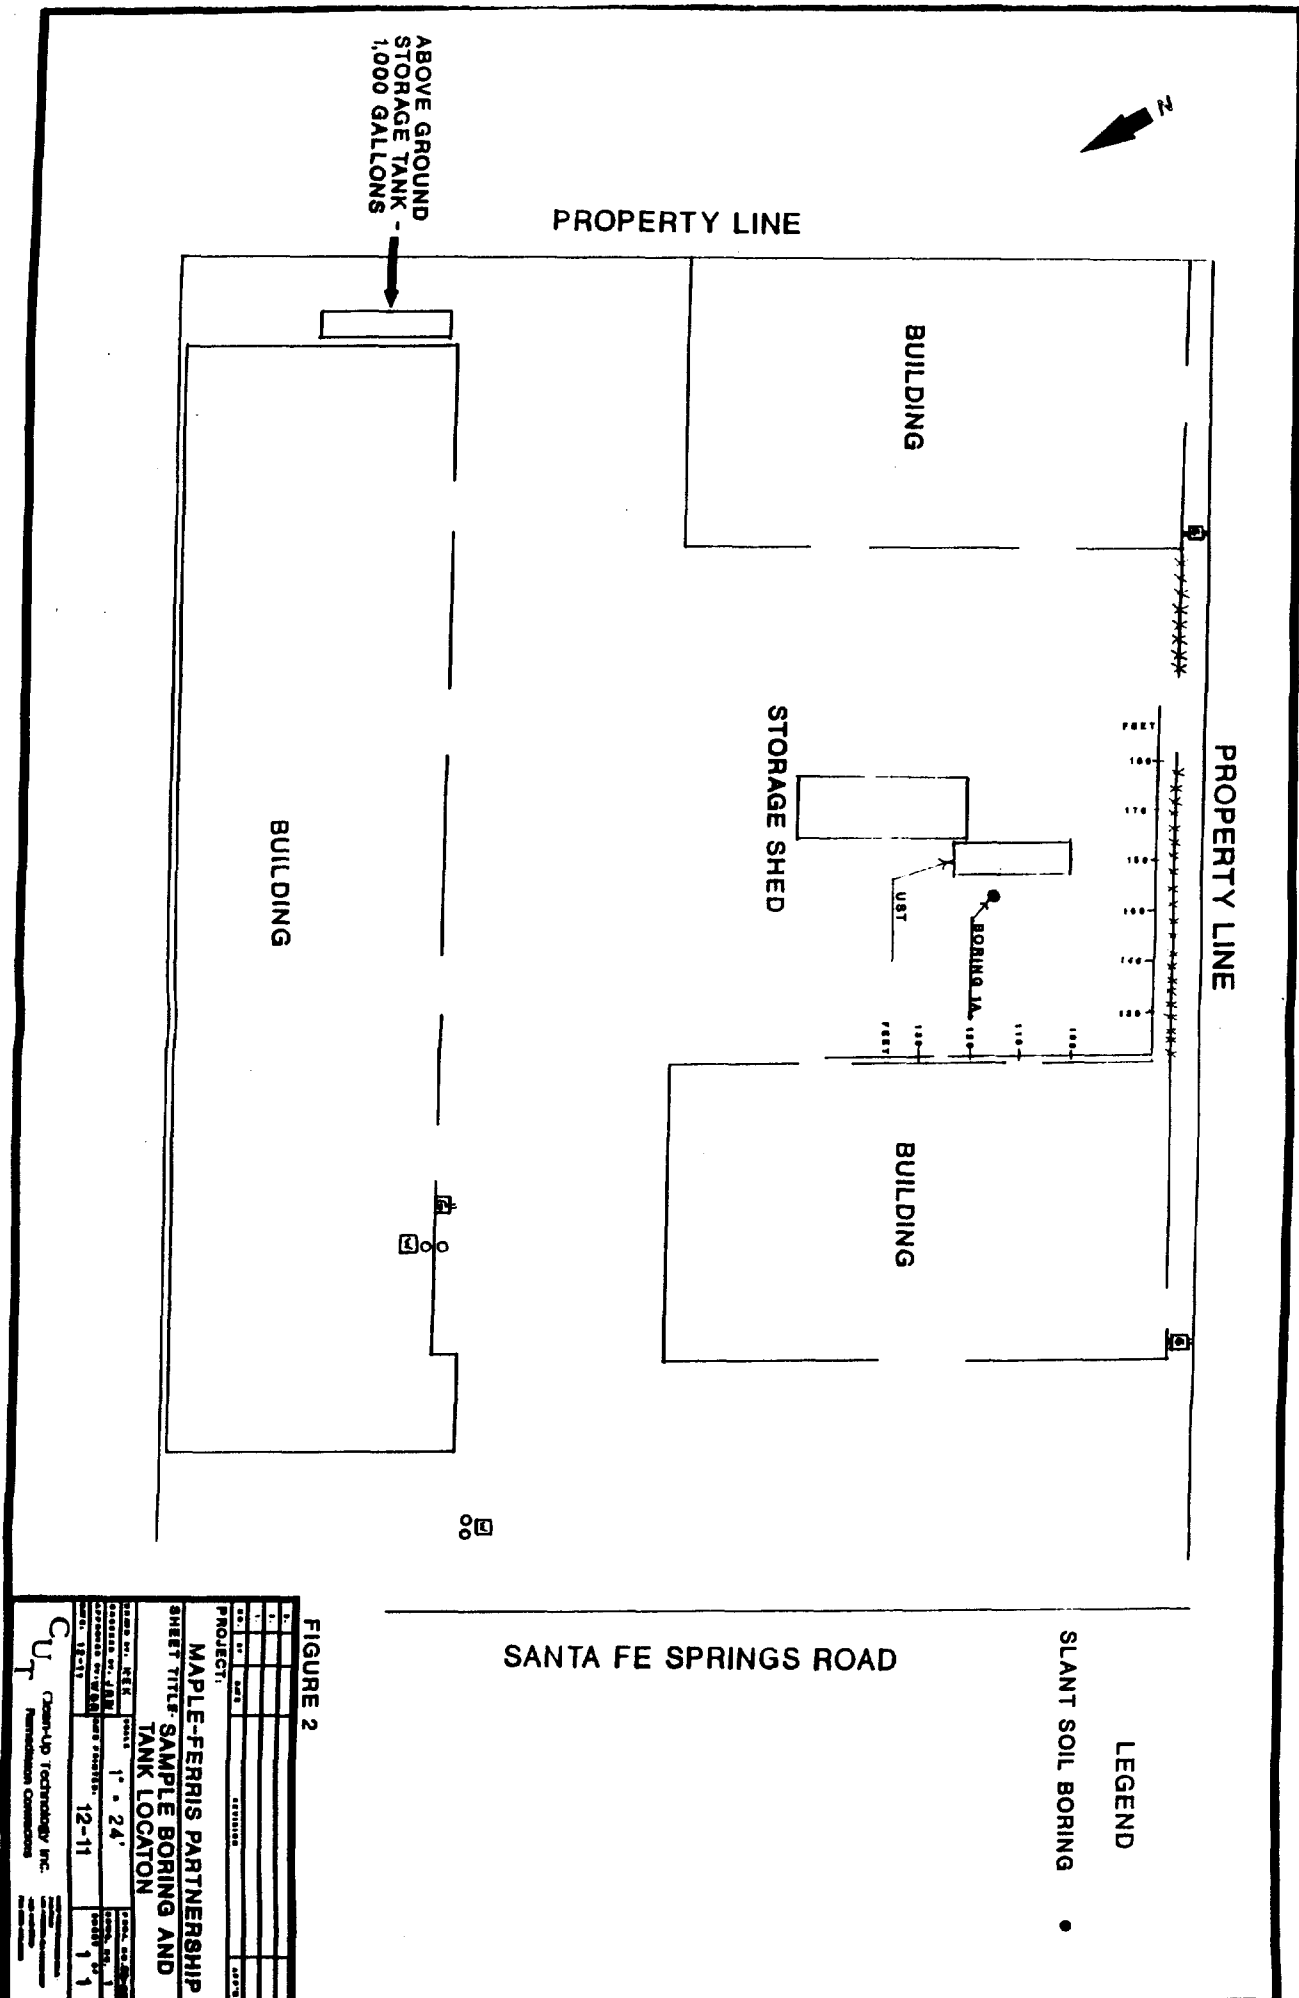 N
ABOVE GROUND
STORAGE TANK -
1,000 GALLONS
PROPERTY LINE
BUILDING
PROPERTY LINE
FEET
STORAGE SHED
UST
BORING 1A
FEET
110
BUILDING
BUILDING
SANTA FE SPRINGS ROAD
LEGEND
SLANT SOIL BORING ●
FIGURE 2
PROJECT:
MAPLE-FERRIS PARTNERSHIP
SHEET TITLE: SAMPLE BORING AND
TANK LOCATON
1" = 24'
12-11
CUT
Clean-Up Technology Inc.
Remediation Contractors